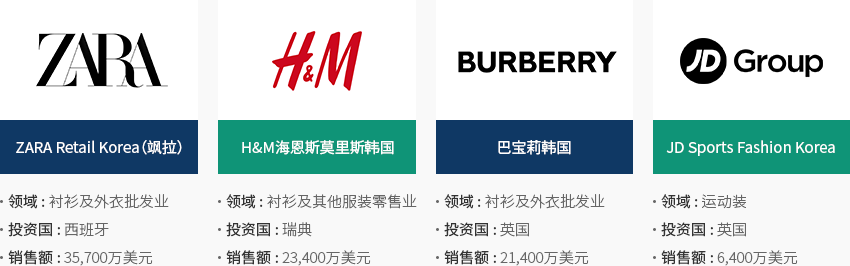 ZARA
H&M
BURBERRY
JD Group
ZARA Retail Korea (飒拉)
H&M海恩斯莫里斯韩国
巴宝莉韩国
JD Sports Fashion Korea
· 领域 : 衬衫及外衣批发业
· 投资国 : 西班牙
· 销售额 : 35,700万美元
· 领域 : 衬衫及其他服装零售业
· 投资国 : 瑞典
· 销售额 : 23,400万美元
· 领域 : 衬衫及外衣批发业
· 投资国 : 英国
· 销售额 : 21,400万美元
· 领域 : 运动装
· 投资国 : 英国
· 销售额 : 6,400万美元